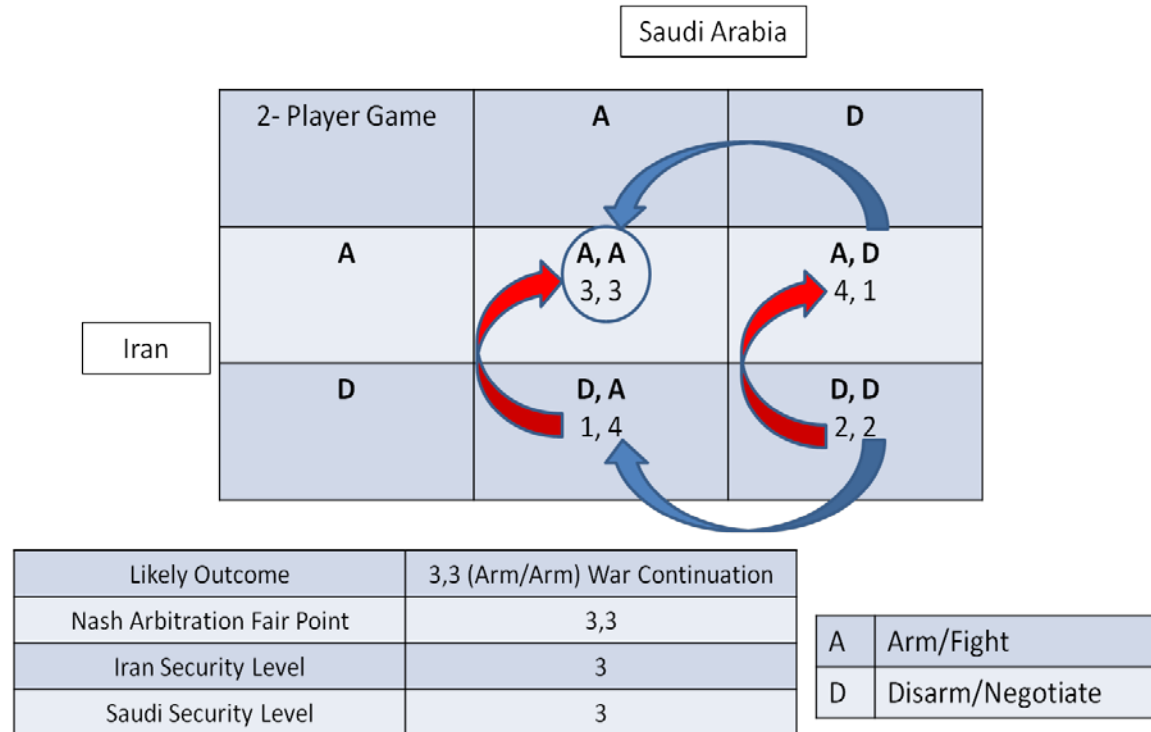 Saudi Arabia
2- Player Game
A
D
A
A, A
3, 3
A, D
4, 1
Iran
D
D, A
1, 4
D, D
2, 2
Likely Outcome
3,3 (Arm/Arm) War Continuation
Nash Arbitration Fair Point
3,3
Iran Security Level
3
Saudi Security Level
3
A
Arm/Fight
D
Disarm/Negotiate